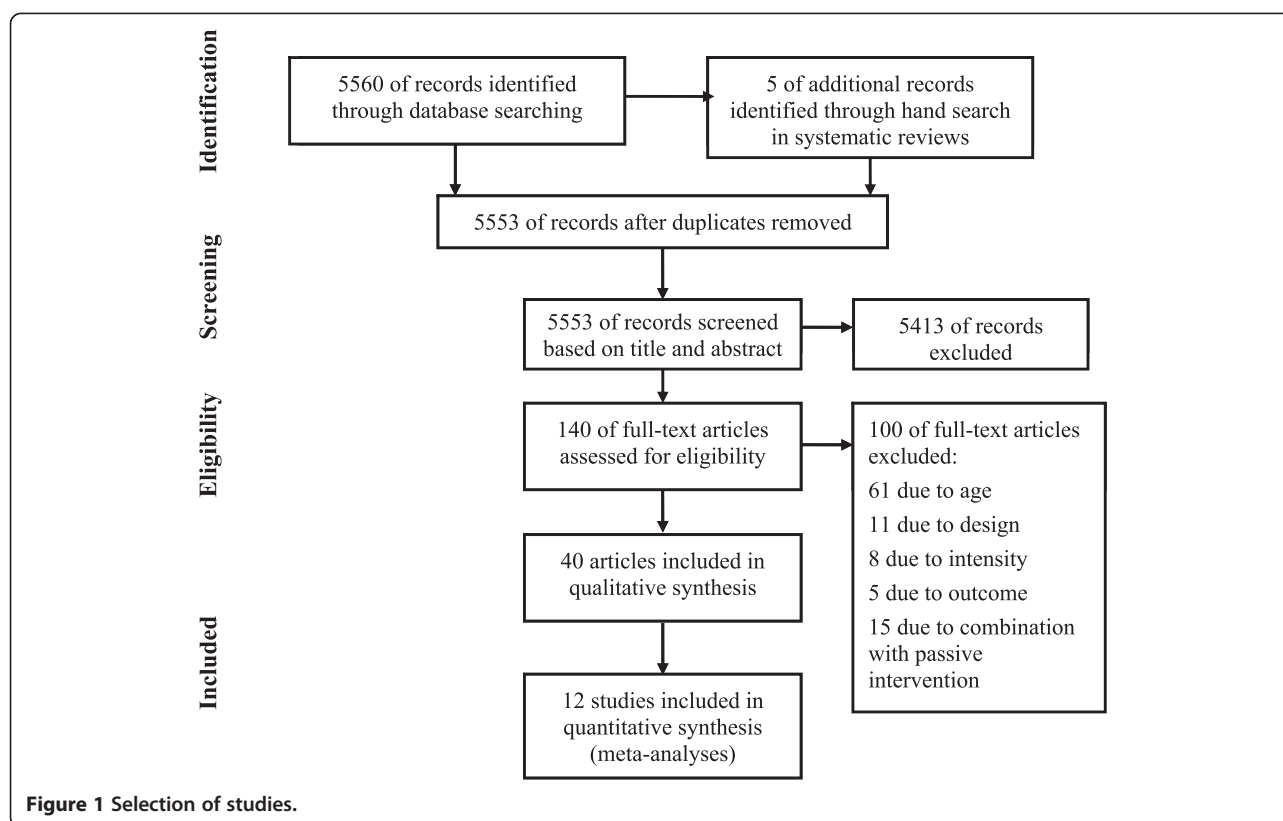 Identification
5560 of records identified
through database searching
5 of additional records
identified through hand search
in systematic reviews
5553 of records after duplicates removed
Screening
5553 of records screened
based on title and abstract
5413 of records
excluded
Eligibility
140 of full-text articles
assessed for eligibility
100 of full-text articles
excluded:
61 due to age
11 due to design
8 due to intensity
5 due to outcome
15 due to combination
with passive
intervention
40 articles included in
qualitative synthesis
Included
12 studies included in
quantitative synthesis
(meta-analyses)
Figure 1 Selection of studies.